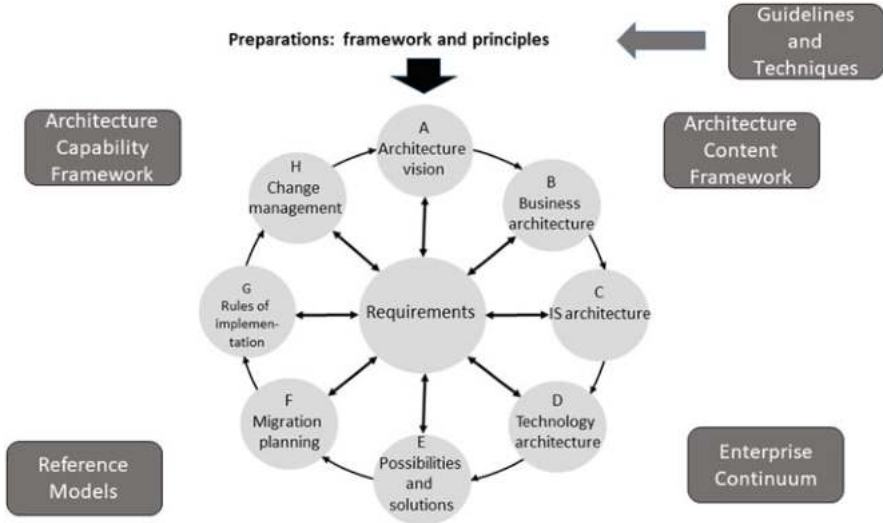 Guidelines
and
Techniques
Preparations: framework and principles
Architecture
Capability
Framework
Architecture
Content
Framework
A
Architecture
vision
B
Business
architecture
C
IS architecture
D
Technology
architecture
E
Possibilities
and
solutions
F
Migration
planning
G
Rules of
implemen-
tation
H
Change
management
Requirements
Reference
Models
Enterprise
Continuum